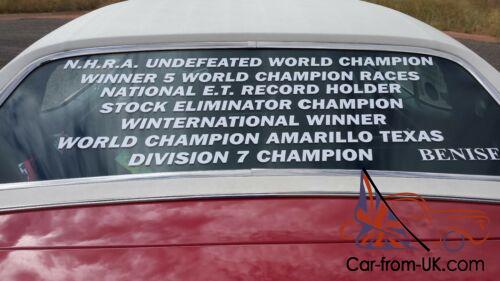 N.H.R.A. UNDEFEATED WORLD CHAMPION
WINNER 5 WORLD CHAMPION RACES
NATIONAL E.T. RECORD HOLDER
STOCK ELIMINATOR CHAMPION
WINTERNATIONAL WINNER
WORLD CHAMPION AMARILLO TEXAS
DIVISION 7 CHAMPION
BENISE
Car-from-UK.com